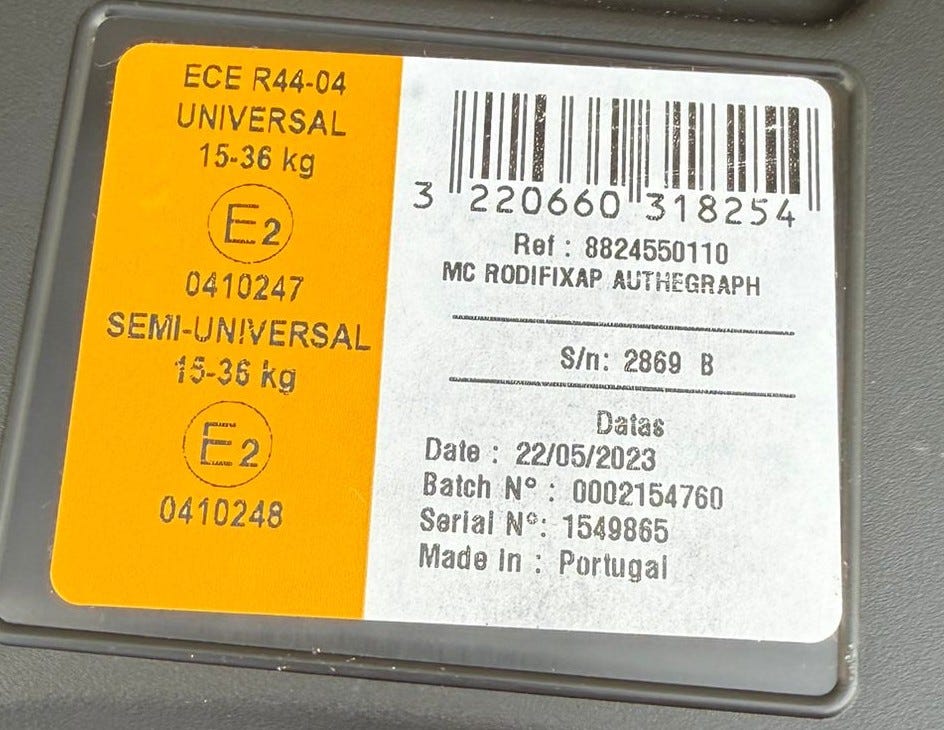 ECE R44-04
UNIVERSAL
15-36 kg
E2
0410247
SEMI-UNIVERSAL
15-36 kg
E2
0410248
3 220660 318254
Ref : 8824550110
MC RODIFIXAP AUTHEGRAPH
S/n: 2869 B
Datas
Date : 22/05/2023
Batch N° : 0002154760
Serial N°: 1549865
Made in : Portugal